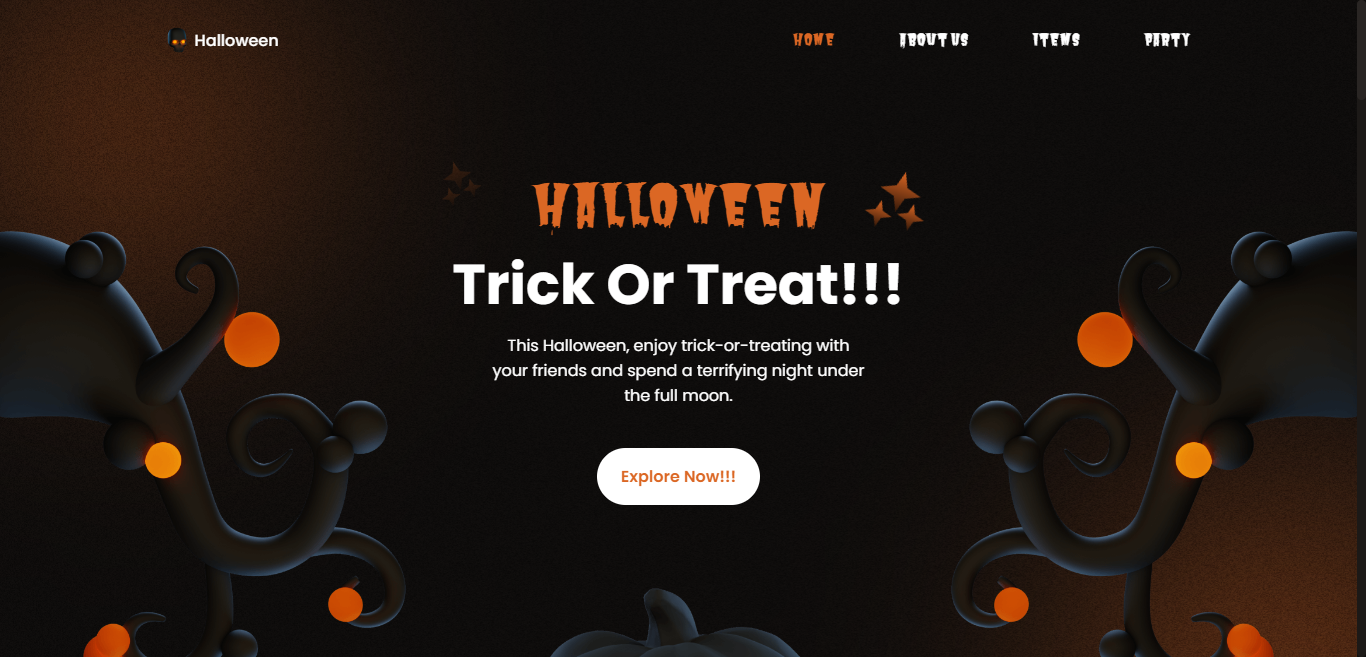 Halloween
HOME
ABOUT US
ITEMS
PARTY
HALLOWEEN
Trick Or Treat!!!
This Halloween, enjoy trick-or-treating with
your friends and spend a terrifying night under
the full moon.
Explore Now!!!